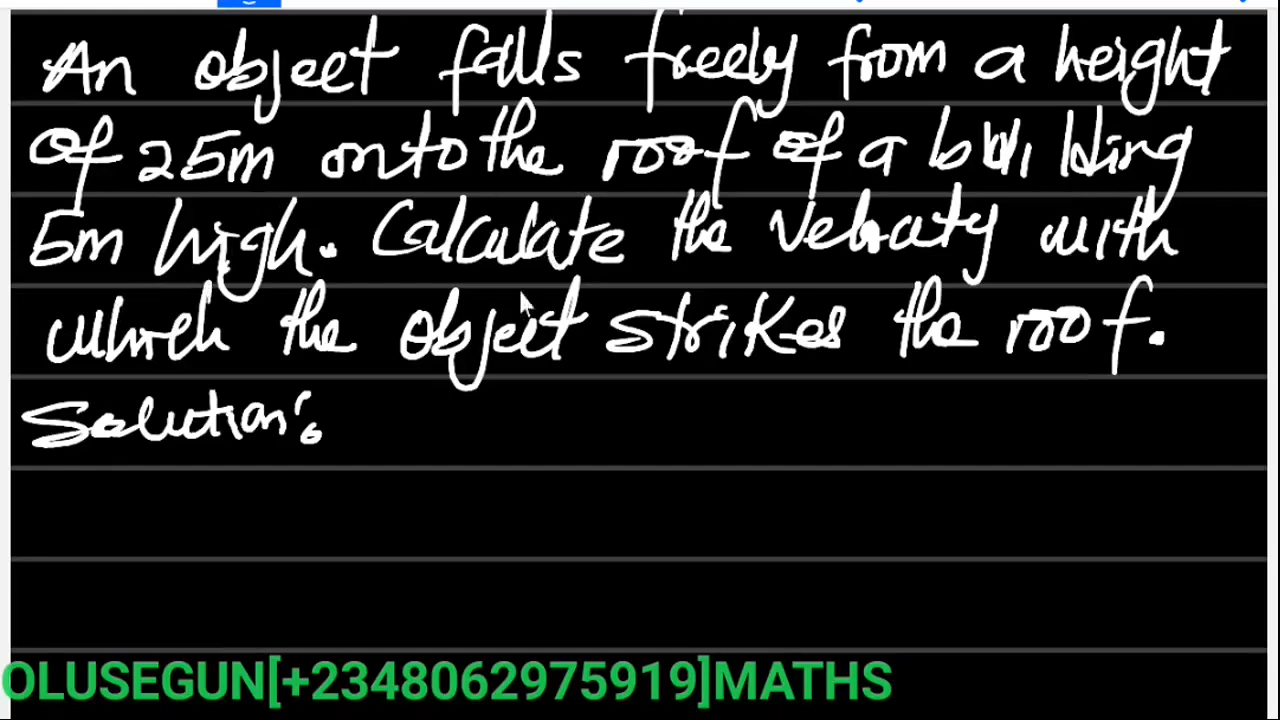 An object falls freely from a height
of 25m onto the roof of a building
5m high. Calculate the velocity with
which the object strikes the roof.
Solution:
OLUSEGUN[+2348062975919]MATHS